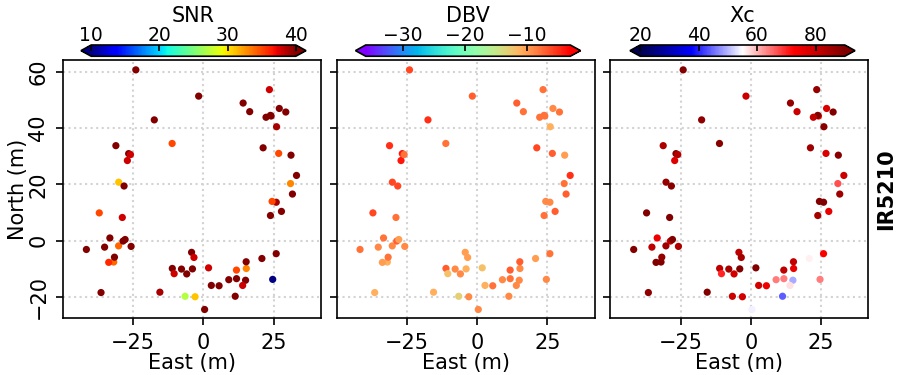 SNR
DBV
Xc
10 20 30 40
−30 −20 −10
20 40 60 80
North (m)
60
40
20
0
−20
−25 0 25
−25 0 25
−25 0 25
East (m)
East (m)
East (m)
IR5210